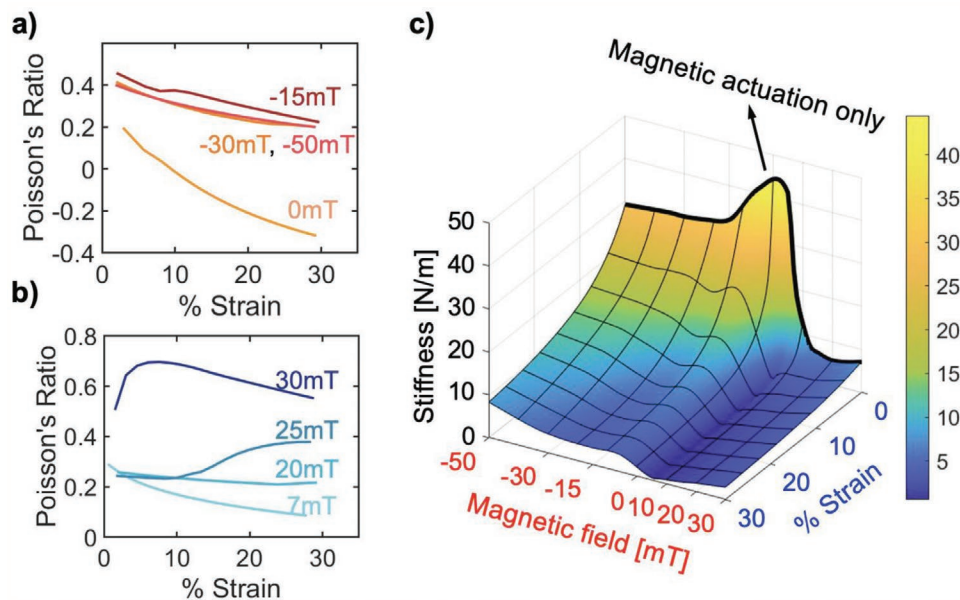 a)
Poisson's Ratio
0.4
0.2
0
-0.2
-0.4
-15mT
-30mT, -50mT
0mT
0 10 20 30
% Strain
b)
Poisson's Ratio
0.8
0.6
0.4
0.2
0
30mT
25mT
20mT
7mT
0 10 20 30
% Strain
c)
Magnetic actuation only
Stiffness [N/m]
50
40
30
20
10
0
-50 -30 -15 0 10 20 30
Magnetic field [mT]
0
10
20
30
% Strain
40
35
30
25
20
15
10
5